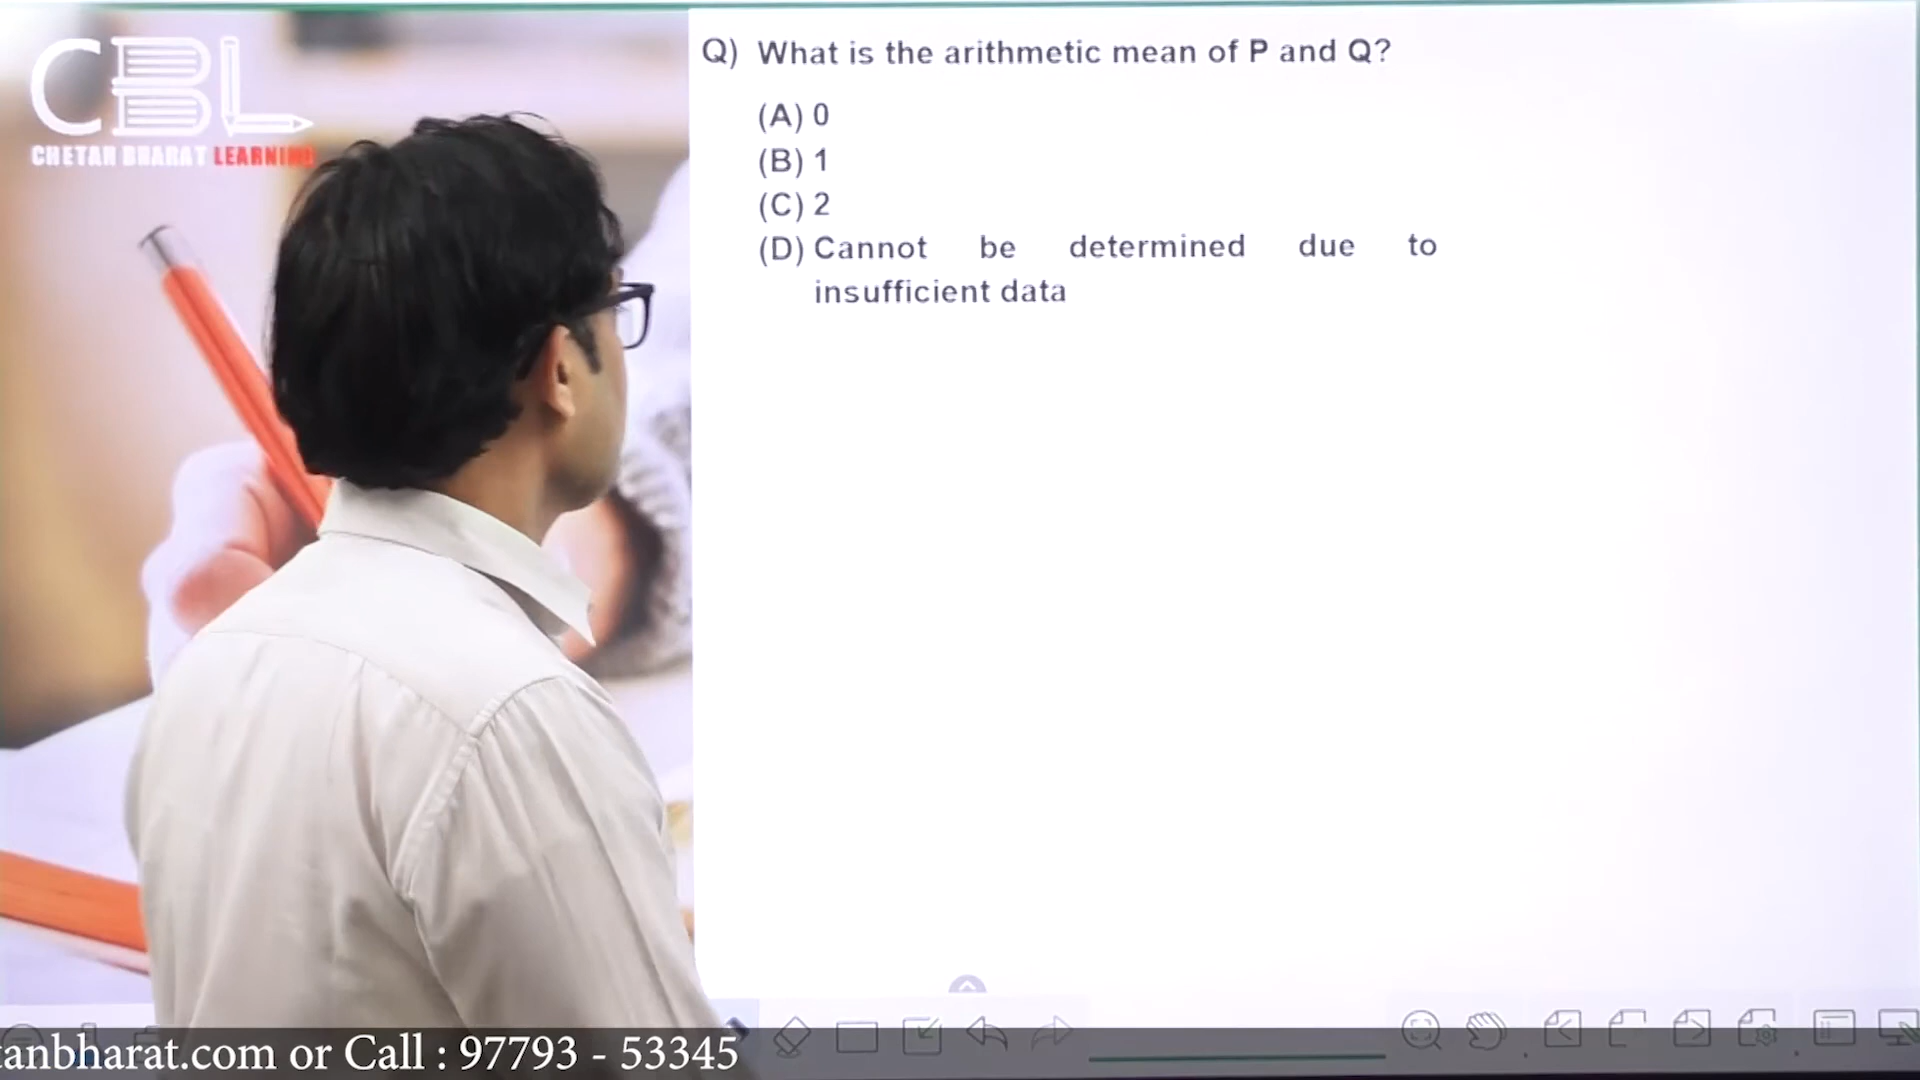 CBL
CHETAN BHARAT LEARNING
Q) What is the arithmetic mean of P and Q?
(A) 0
(B) 1
(C) 2
(D) Cannot be determined due to
insufficient data
tanbharat.com or Call : 97793 - 53345